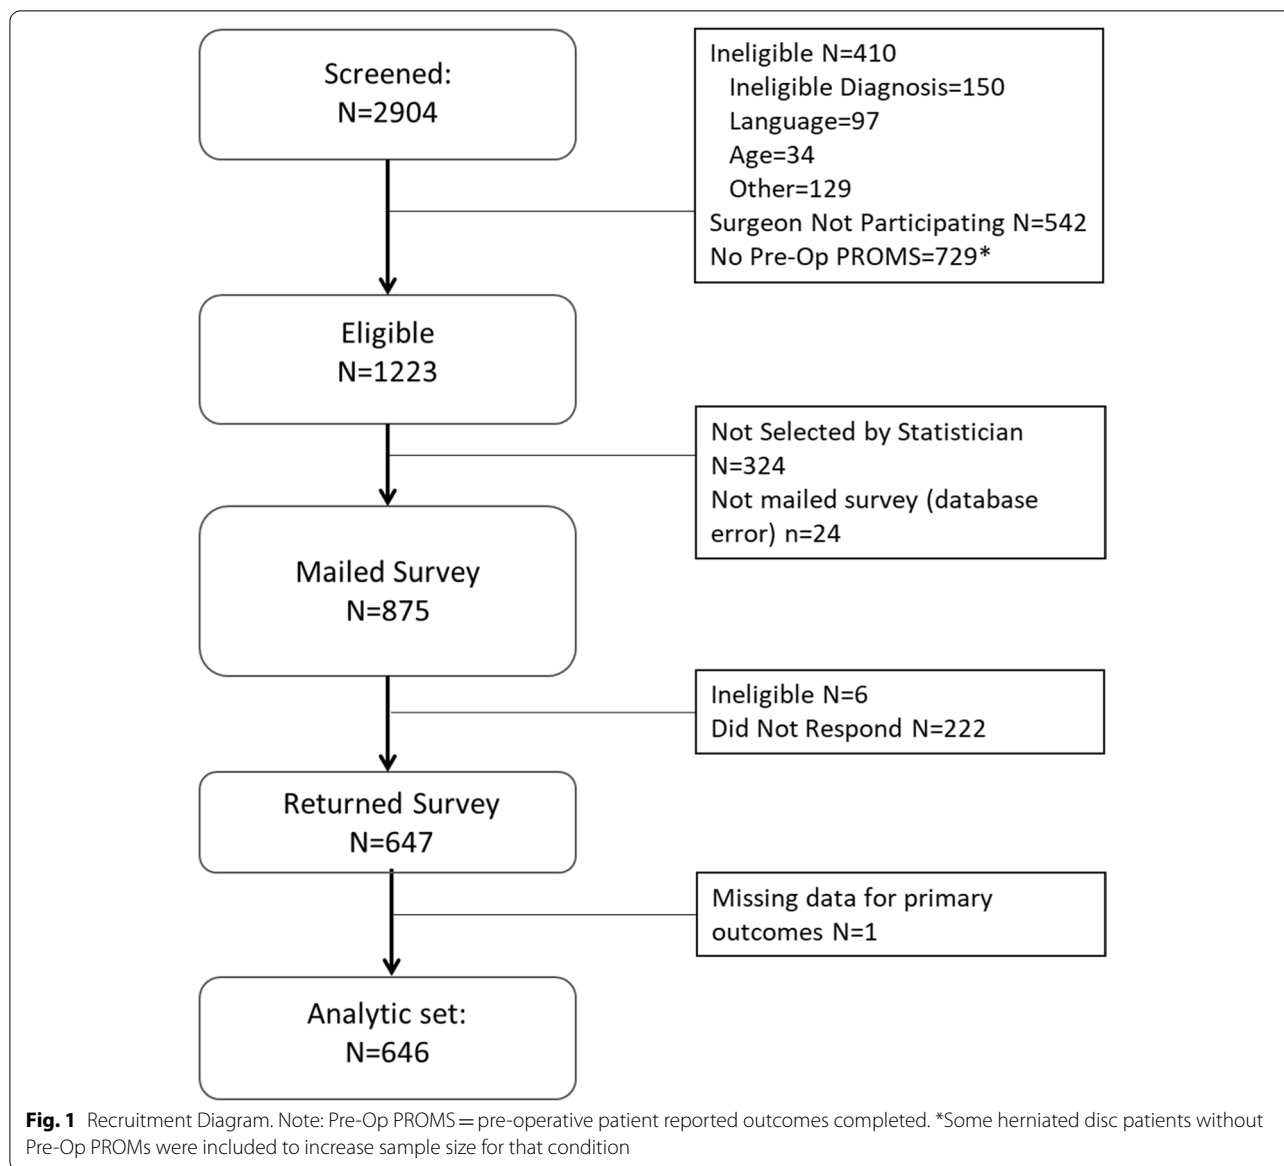 Screened:
N=2904
Ineligible N=410
Ineligible Diagnosis=150
Language=97
Age=34
Other=129
Surgeon Not Participating N=542
No Pre-Op PROMS=729*
Eligible
N=1223
Not Selected by Statistician
N=324
Not mailed survey (database
error) n=24
Mailed Survey
N=875
Ineligible N=6
Did Not Respond N=222
Returned Survey
N=647
Missing data for primary
outcomes N=1
Analytic set:
N=646
Fig. 1 Recruitment Diagram. Note: Pre-Op PROMS = pre-operative patient reported outcomes completed. *Some herniated disc patients without
Pre-Op PROMs were included to increase sample size for that condition